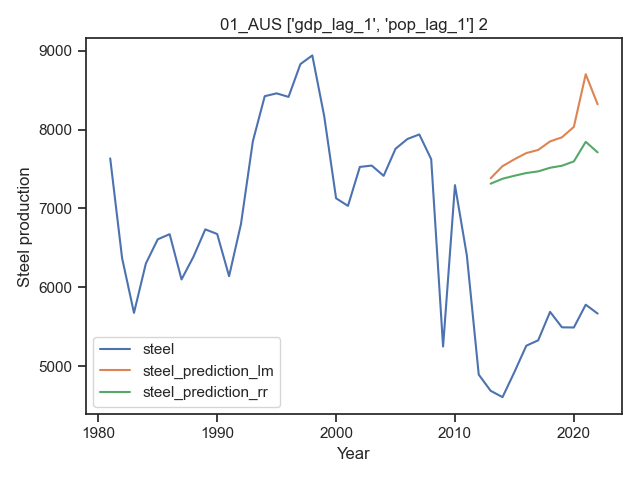 01_AUS ['gdp_lag_1', 'pop_lag_1'] 2
Steel production
9000
8000
7000
6000
5000
steel
steel_prediction_lm
steel_prediction_rr
1980 1990 2000 2010 2020
Year